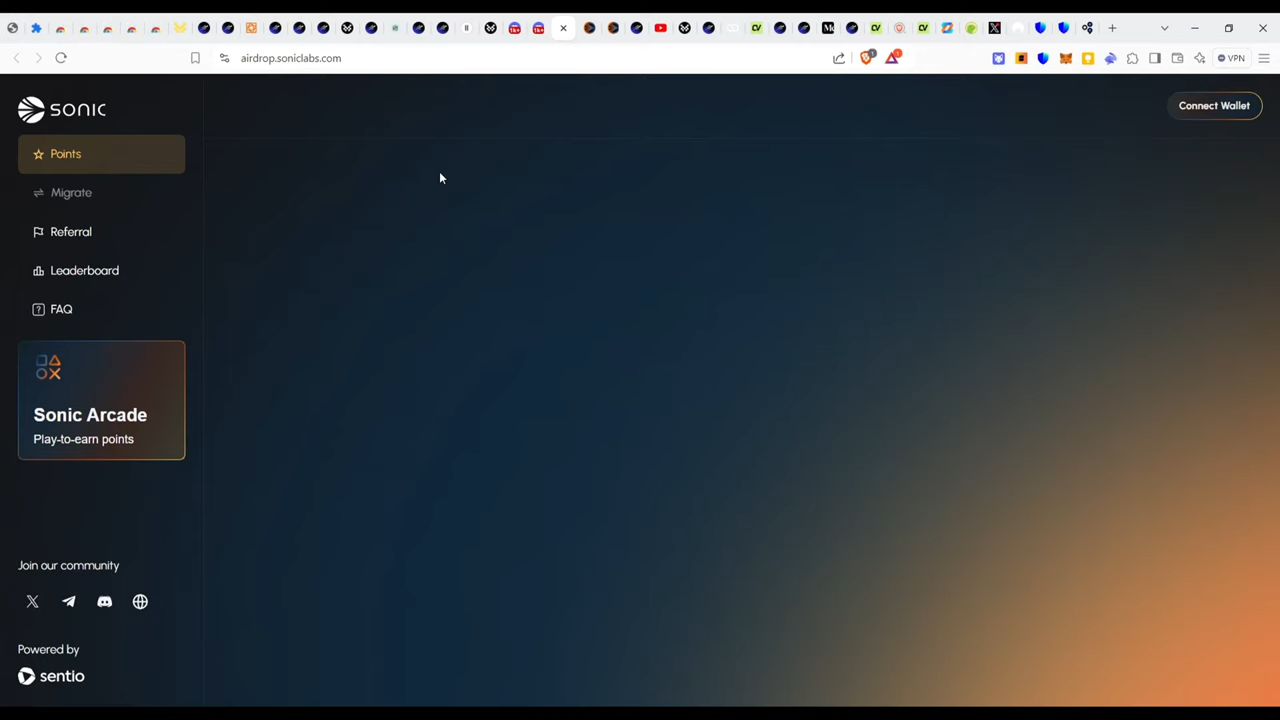 airdrop.soniclabs.com
VPN
SONIC
Connect Wallet
Points
Migrate
Referral
Leaderboard
FAQ
Sonic Arcade
Play-to-earn points
Join our community
Powered by
sentio